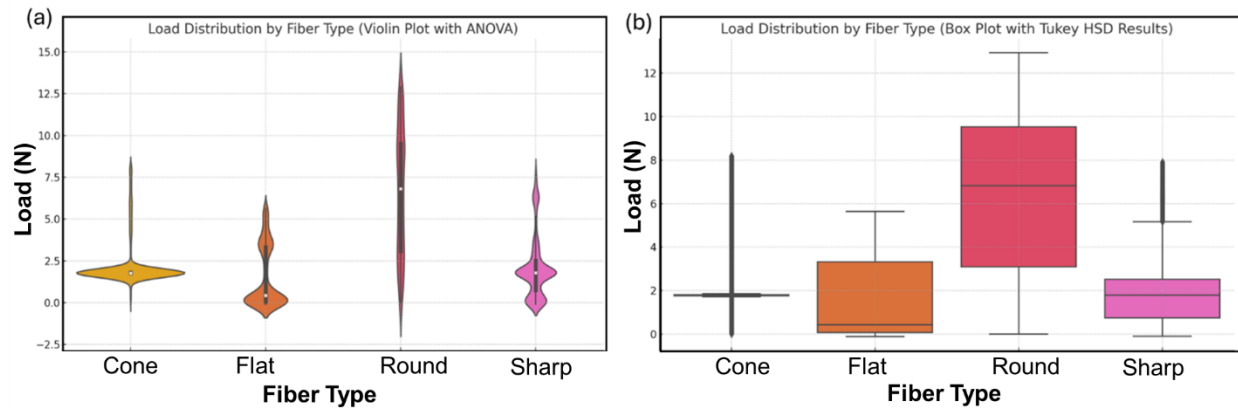 (a)
Load Distribution by Fiber Type (Violin Plot with ANOVA)
15.0
12.5
10.0
7.5
5.0
2.5
0.0
−2.5
Load (N)
Cone Flat Round Sharp
Fiber Type
(b)
Load Distribution by Fiber Type (Box Plot with Tukey HSD Results)
12
10
8
6
4
2
0
Load (N)
Cone Flat Round Sharp
Fiber Type